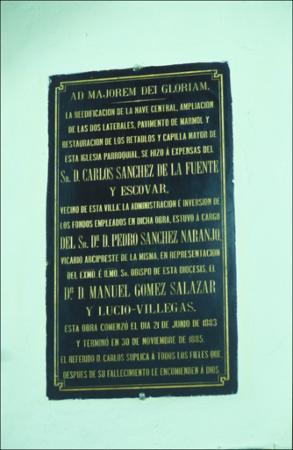 AD MAJOREM DEI GLORIAM.
LA REEDIFICACION DE LA NAVE CENTRAL, AMPLIACION
DE LAS DOS LATERALES, PAVIMENTO DE MARMOL Y
RESTAURACION DE LOS RETABLOS Y CAPILLA MAYOR DE
ESTA IGLESIA PARROQUIAL, SE HIZO Á EXPENSAS DEL
SR. D. CARLOS SANCHEZ DE LA FUENTE
Y ESCOVAR,
VECINO DE ESTA VILLA: LA ADMINISTRACION É INVERSION DE
LOS FONDOS EMPLEADOS EN DICHA OBRA, ESTUVO Á CARGO
DEL SR. DR. D. PEDRO SANCHEZ NARANJO,
VICARIO ARCIPRESTE DE LA MISMA, EN REPRESENTACION
DEL EXMO. É ILMO. SR. OBISPO DE ESTA DIOCESIS, EL
DR. D. MANUEL GOMEZ SALAZAR
Y LUCIO-VILLEGAS.
ESTA OBRA COMENZÓ EL DIA 21 DE JUNIO DE 1883
Y TERMINÓ EN 30 DE NOVIEMBRE DE 1885.
EL REFERIDO D. CARLOS SUPLICA Á TODOS LOS FIELES QUE,
DESPUES DE SU FALLECIMIENTO LE ENCOMIENDEN Á DIOS.